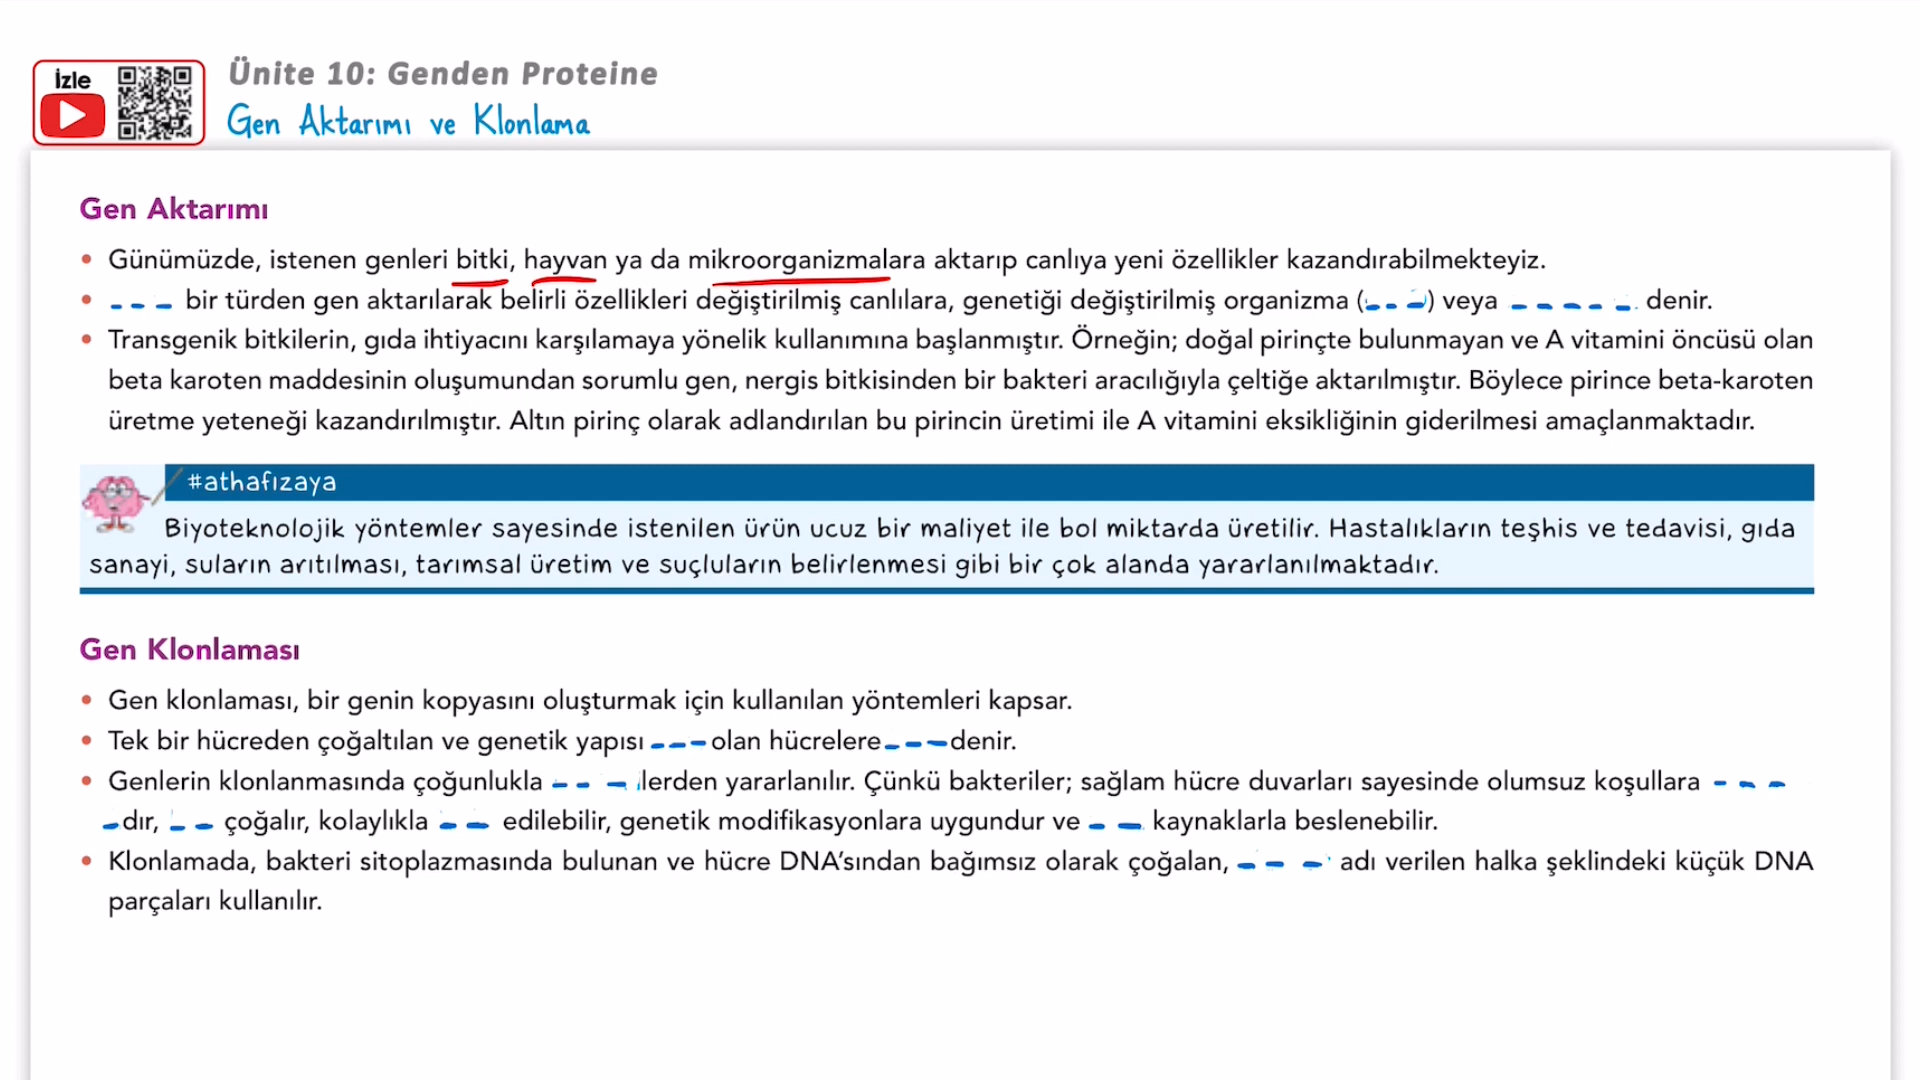 İzle
Ünite 10: Genden Proteine
Gen Aktarımı ve Klonlama
Gen Aktarımı
• Günümüzde, istenen genleri bitki, hayvan ya da mikroorganizmalara aktarıp canlıya yeni özellikler kazandırabilmekteyiz.
• _ _ _ bir türden gen aktarılarak belirli özellikleri değiştirilmiş canlılara, genetiği değiştirilmiş organizma (_ _ _) veya _ _ _ _ _ denir.
• Transgenik bitkilerin, gıda ihtiyacını karşılamaya yönelik kullanımına başlanmıştır. Örneğin; doğal pirinçte bulunmayan ve A vitamini öncüsü olan
beta karoten maddesinin oluşumundan sorumlu gen, nergis bitkisinden bir bakteri aracılığıyla çeltiğe aktarılmıştır. Böylece pirince beta-karoten
üretme yeteneği kazandırılmıştır. Altın pirinç olarak adlandırılan bu pirincin üretimi ile A vitamini eksikliğinin giderilmesi amaçlanmaktadır.
#athafızaya
Biyoteknolojik yöntemler sayesinde istenilen ürün ucuz bir maliyet ile bol miktarda üretilir. Hastalıkların teşhis ve tedavisi, gıda
sanayi, suların arıtılması, tarımsal üretim ve suçluların belirlenmesi gibi bir çok alanda yararlanılmaktadır.
Gen Klonlaması
• Gen klonlaması, bir genin kopyasını oluşturmak için kullanılan yöntemleri kapsar.
• Tek bir hücreden çoğaltılan ve genetik yapısı _ _ _ olan hücrelere _ _ _ denir.
• Genlerin klonlanmasında çoğunlukla _ _ _ lerden yararlanılır. Çünkü bakteriler; sağlam hücre duvarları sayesinde olumsuz koşullara _ _ _
_dır, _ _ çoğalır, kolaylıkla _ _ edilebilir, genetik modifikasyonlara uygundur ve _ _ kaynaklarla beslenebilir.
• Klonlamada, bakteri sitoplazmasında bulunan ve hücre DNA'sından bağımsız olarak çoğalan, _ _ _ adı verilen halka şeklindeki küçük DNA
parçaları kullanılır.